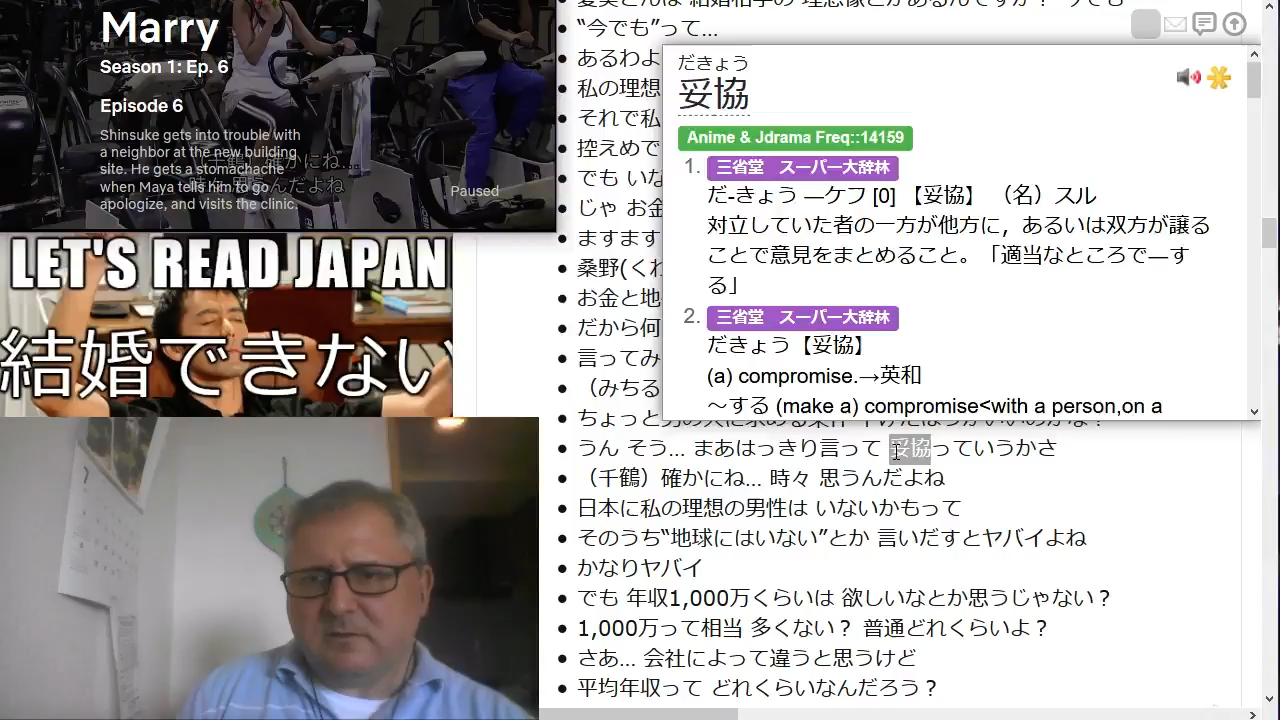 Marry
Season 1: Ep. 6
Episode 6
Shinsuke gets into trouble with
a neighbor at the new building
site. He gets a stomachache
when Maya tells him to go
apologize, and visits the clinic.
Paused
LET'S READ JAPAN
結婚できない
7
“今でも”って…
あるわよ
私の理想
それで私
控えめで
でも いな
じゃ お金
ますます
桑野(くわ
お金と地
だから何
言ってみ
（みちる
ちょっと
うん そう… まあはっきり言って 妥協っていうかさ
（千鶴）確かにね… 時々 思うんだよね
日本に私の理想の男性は いないかもって
そのうち“地球にはいない”とか 言いだすとヤバイよね
かなりヤバイ
でも 年収1,000万くらいは 欲しいなとか思うじゃない？
1,000万って相当 多くない？ 普通どれくらいよ？
さあ… 会社によって違うと思うけど
平均年収って どれくらいなんだろう？
だきょう
妥協
Anime & Jdrama Freq::14159
1. 三省堂　スーパー大辞林
だ-きょう ―ケフ [0] 【妥協】 （名）スル
対立していた者の一方が他方に，あるいは双方が譲る
ことで意見をまとめること。「適当なところで―す
る」
2. 三省堂　スーパー大辞林
だきょう【妥協】
(a) compromise.→英和
～する (make a) compromise<with a person,on a